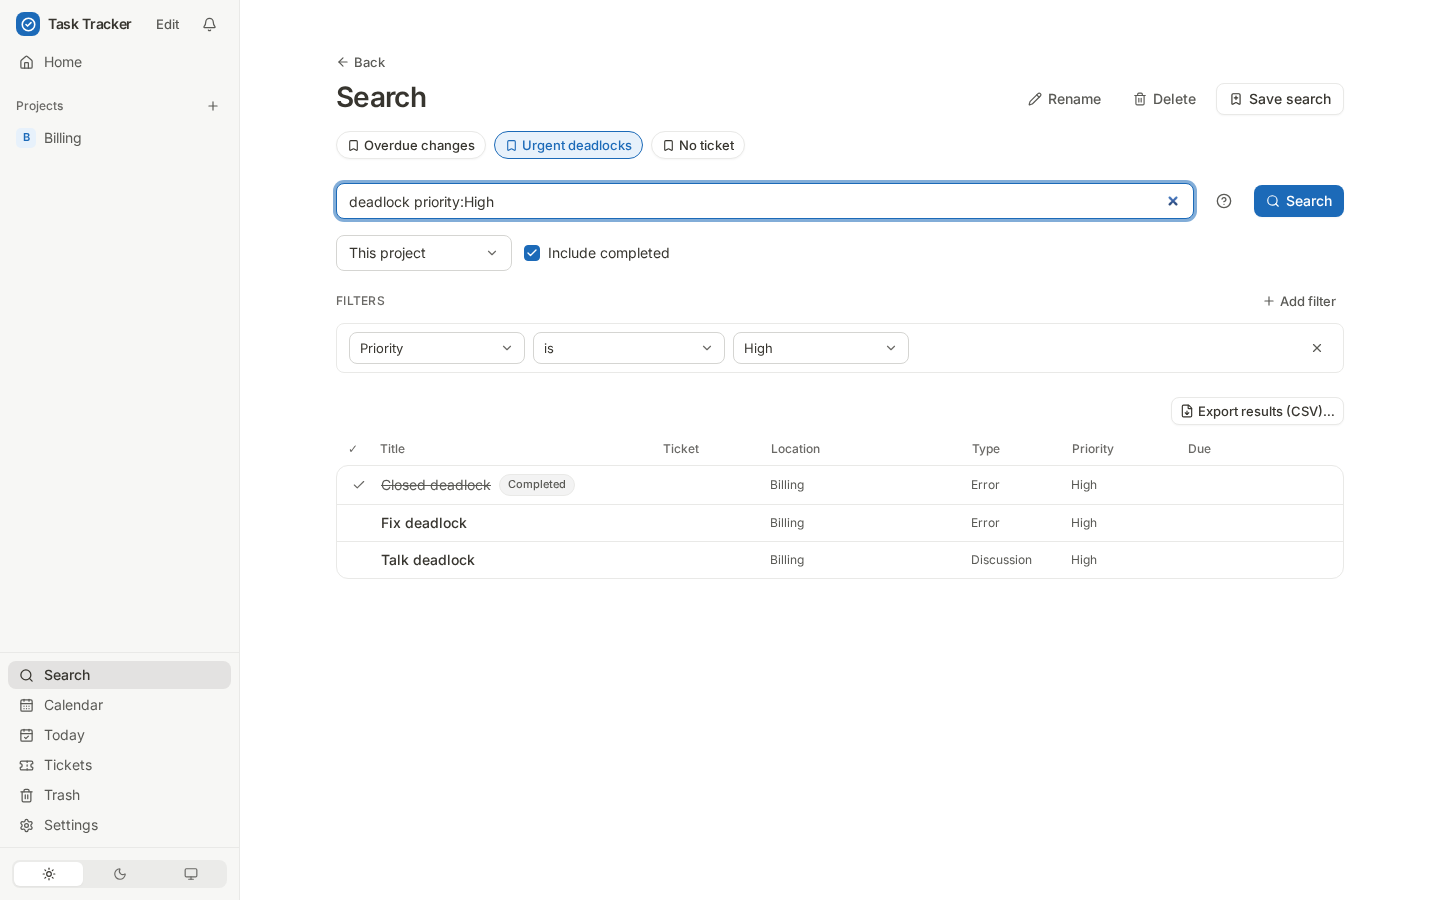 Task Tracker
Edit
Home
Projects
B Billing
Search
Calendar
Today
Tickets
Trash
Settings
Back
Search
Rename
Delete
Save search
Overdue changes
Urgent deadlocks
No ticket
deadlock priority:High
Search
This project
Include completed
FILTERS
Add filter
Priority
is
High
Export results (CSV)...
✓ Title Ticket Location Type Priority Due
Closed deadlock Completed Billing Error High
Fix deadlock Billing Error High
Talk deadlock Billing Discussion High